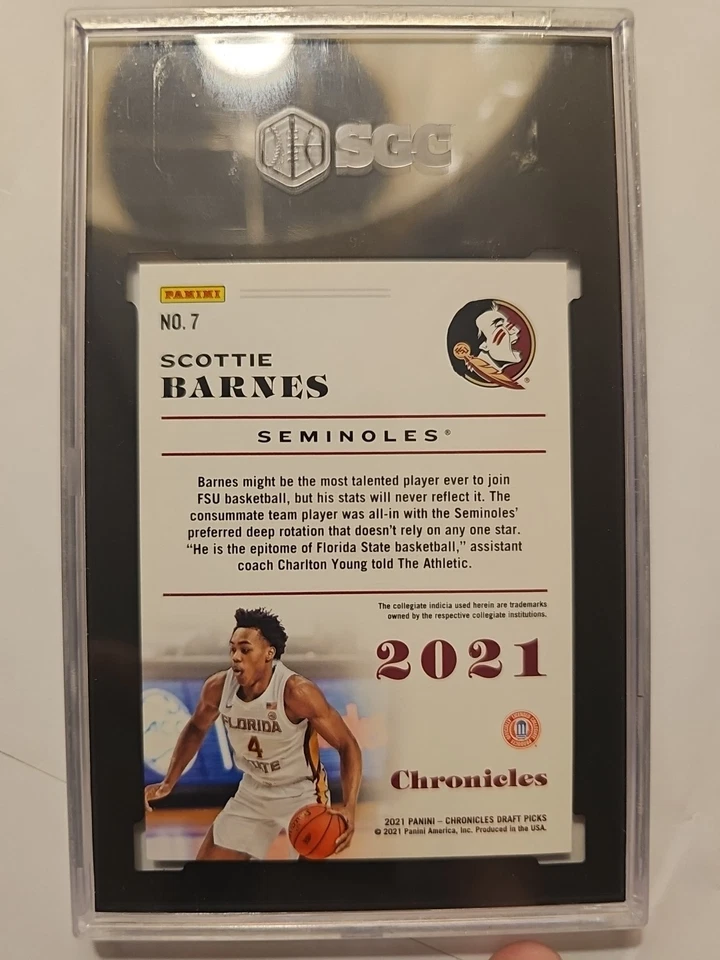 SGC
PANINI
NO. 7
SCOTTIE
BARNES
SEMINOLES®
Barnes might be the most talented player ever to join
FSU basketball, but his stats will never reflect it. The
consummate team player was all-in with the Seminoles'
preferred deep rotation that doesn't rely on any one star.
“He is the epitome of Florida State basketball,” assistant
coach Charlton Young told The Athletic.
The collegiate indicia used herein are trademarks
owned by the respective collegiate institutions.
2021
FLORIDA
4
STATE
Chronicles
2021 PANINI – CHRONICLES DRAFT PICKS
© 2021 Panini America, Inc. Produced in the USA.